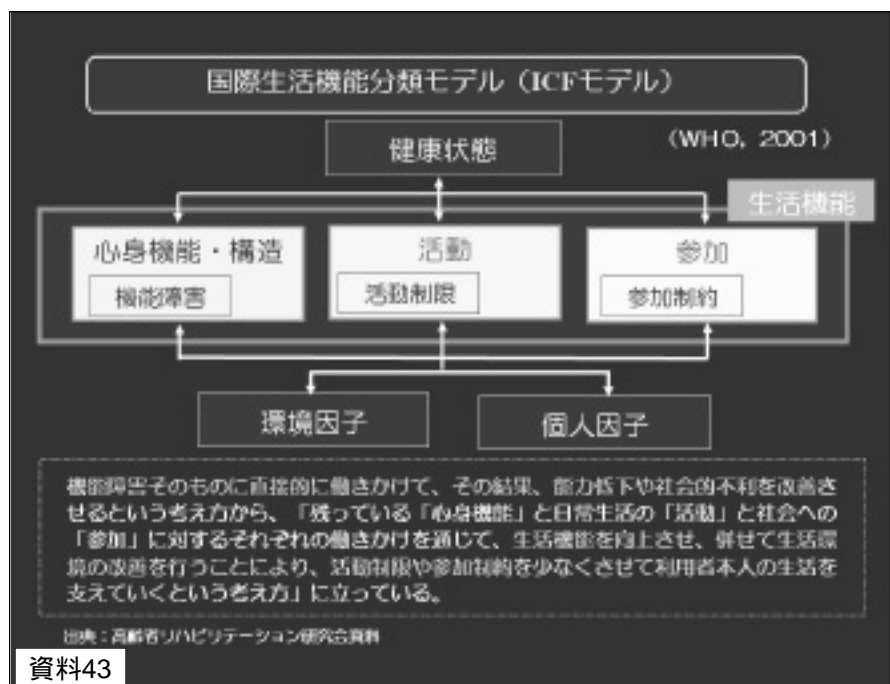 国際生活機能分類モデル（ICFモデル）
健康状態
（WHO，2001）
生活機能
心身機能・構造
活動
参加
機能障害
活動制限
参加制約
環境因子
個人因子
機能障害そのものに直接的に働きかけて、その結果、能力低下や社会的不利を改善さ
せるという考え方から、「残っている「心身機能」と日常生活の「活動」と社会への
「参加」に対するそれぞれの働きかけを通じて、生活機能を向上させ、併せて生活環
境の改善を行うことにより、活動制限や参加制約を少なくさせて利用者本人の生活を
支えていくという考え方」に立っている。
出典：高齢者リハビリテーション研究会資料
資料43